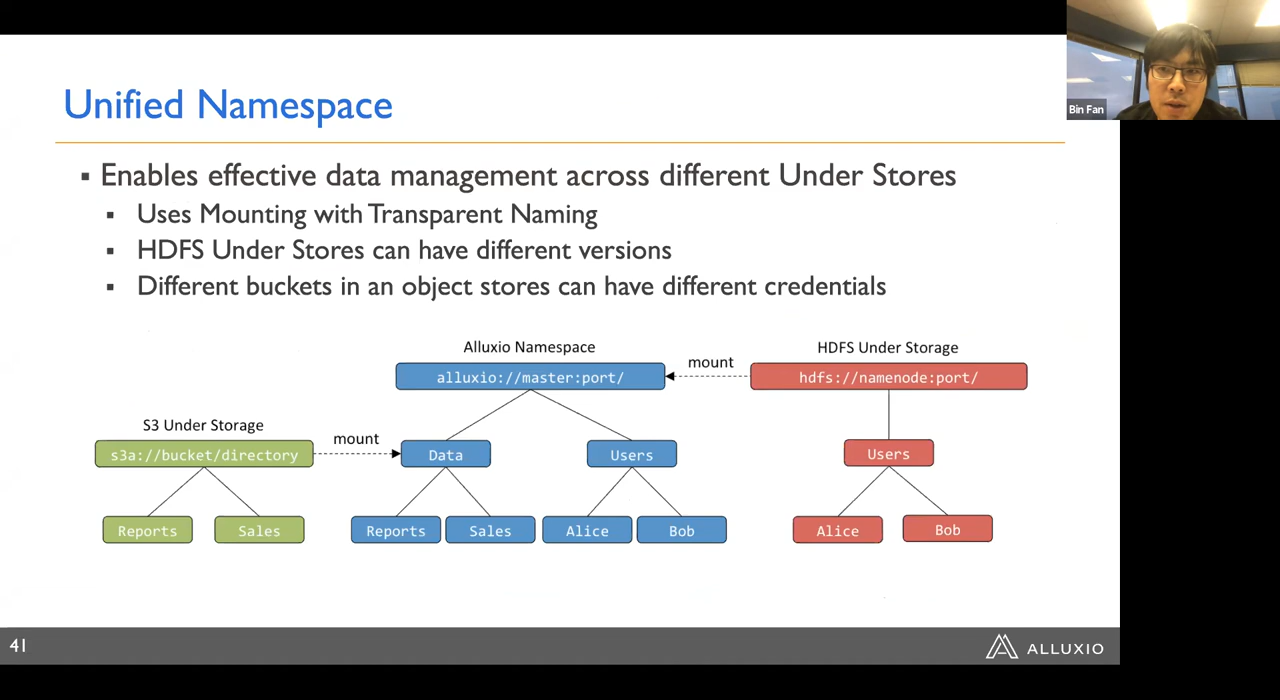 Unified Namespace
Bin Fan
▪ Enables effective data management across different Under Stores
▪ Uses Mounting with Transparent Naming
▪ HDFS Under Stores can have different versions
▪ Different buckets in an object stores can have different credentials
Alluxio Namespace
HDFS Under Storage
alluxio://master:port/
mount
hdfs://namenode:port/
S3 Under Storage
s3a://bucket/directory
mount
Data
Users
Users
Reports
Sales
Reports
Sales
Alice
Bob
Alice
Bob
41
ALLUXIO